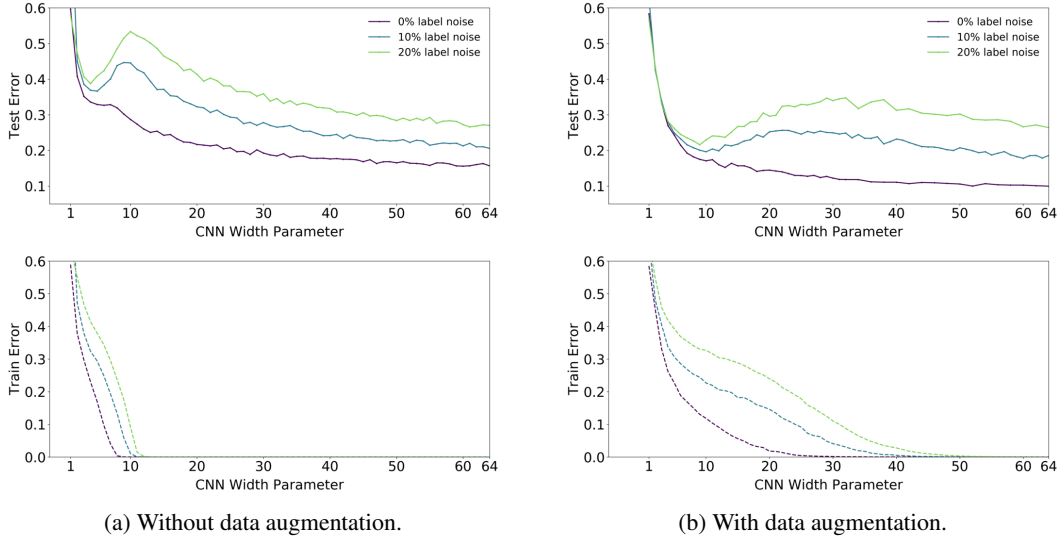 0.6
0.5
0.4
0.3
0.2
0.1
Test Error
1 10 20 30 40 50 60 64
CNN Width Parameter
0% label noise
10% label noise
20% label noise
0.6
0.5
0.4
0.3
0.2
0.1
Test Error
1 10 20 30 40 50 60 64
CNN Width Parameter
0% label noise
10% label noise
20% label noise
0.6
0.5
0.4
0.3
0.2
0.1
0.0
Train Error
1 10 20 30 40 50 60 64
CNN Width Parameter
0.6
0.5
0.4
0.3
0.2
0.1
0.0
Train Error
1 10 20 30 40 50 60 64
CNN Width Parameter
(a) Without data augmentation.
(b) With data augmentation.